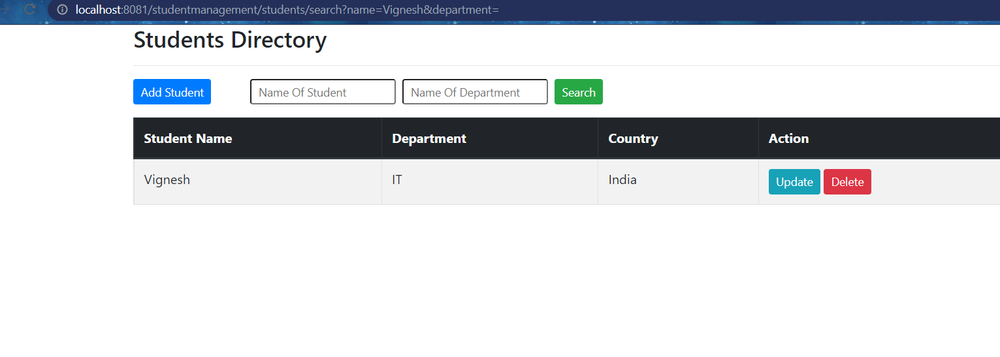 localhost:8081/studentmanagement/students/search?name=Vignesh&department=
Students Directory
Add Student Name Of Student Name Of Department Search
Student Name Department Country Action
Vignesh IT India Update Delete